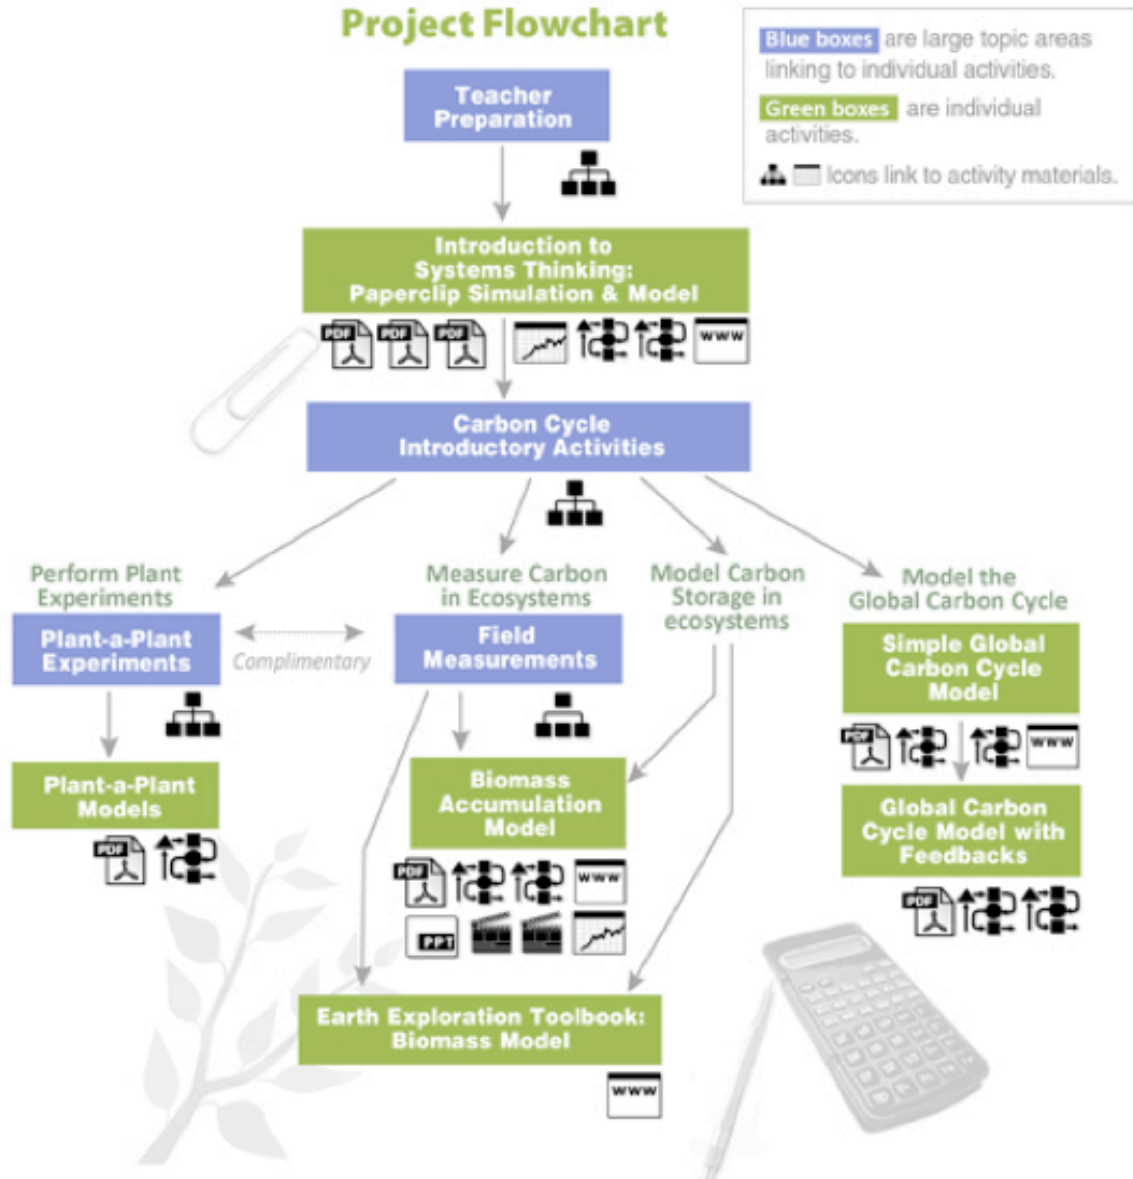 Project Flowchart
Blue boxes are large topic areas
linking to individual activities.
Green boxes are individual
activities.
Icons link to activity materials.
Teacher
Preparation
Introduction to
Systems Thinking:
Paperclip Simulation & Model
PDF PDF PDF www
Carbon Cycle
Introductory Activities
Perform Plant
Experiments
Measure Carbon
in Ecosystems
Model Carbon
Storage in
ecosystems
Model the
Global Carbon Cycle
Plant-a-Plant
Experiments
Complimentary
Field
Measurements
Simple Global
Carbon Cycle
Model
PDF www
Plant-a-Plant
Models
PDF
Biomass
Accumulation
Model
PDF www
PPT
Global Carbon
Cycle Model with
Feedbacks
PDF
Earth Exploration Toolbook:
Biomass Model
www